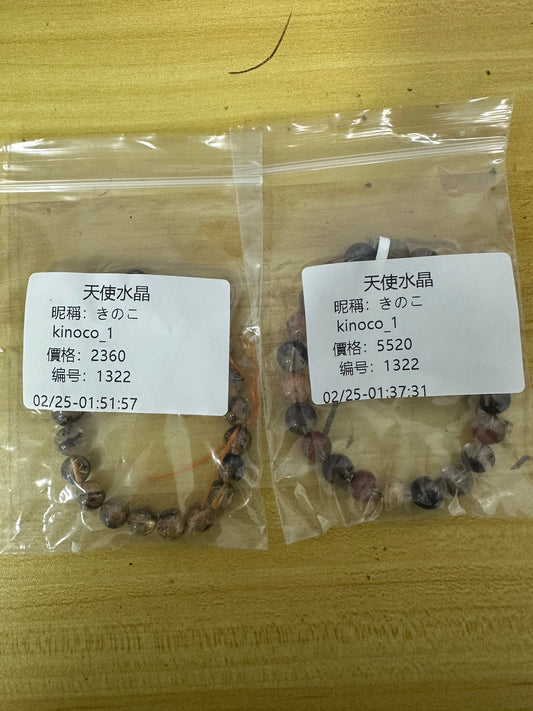 天使水晶
昵稱：きのこ
kinoco_1
價格：2360
编号：1322
02/25-01:51:57
天使水晶
昵稱：きのこ
kinoco_1
價格：5520
编号：1322
02/25-01:37:31